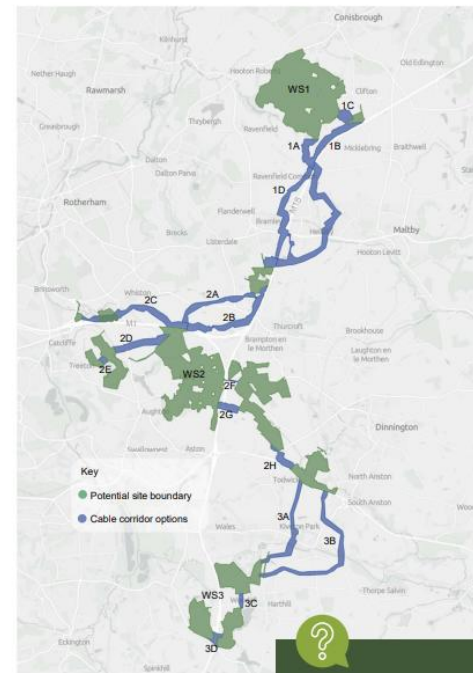 Conisbrough
Kilnhurst
Hooton Roberts
Old Edlington
Nether Haugh
WS1
Clifton
Rawmarsh
1C
Thrybergh
Greasbrough
Ravenfield
1A
1B
Micklebring
Braithwell
Dalton
Dalton Parva
Ravenfield Common
1D
M18
Rotherham
Flanderwell
Bramley
Maltby
Brecks
Hellaby
Listerdale
Hooton Levitt
Brinsworth
2C
2A
Whiston
M1
2B
Thurcroft
Catcliffe
2D
Brookhouse
Brampton en le Morthen
Laughton en le Morthen
Treeton
2E
WS2
2F
Aughton
2G
Swallownest
Aston
Dinnington
Key
2H
Potential site boundary
Todwick
North Anston
Cable corridor options
South Anston
3A
Wales
Kiveton Park
3B
WS3
Thorpe Salvin
3C
Harthill
Eckington
3D
Spinkhill
?